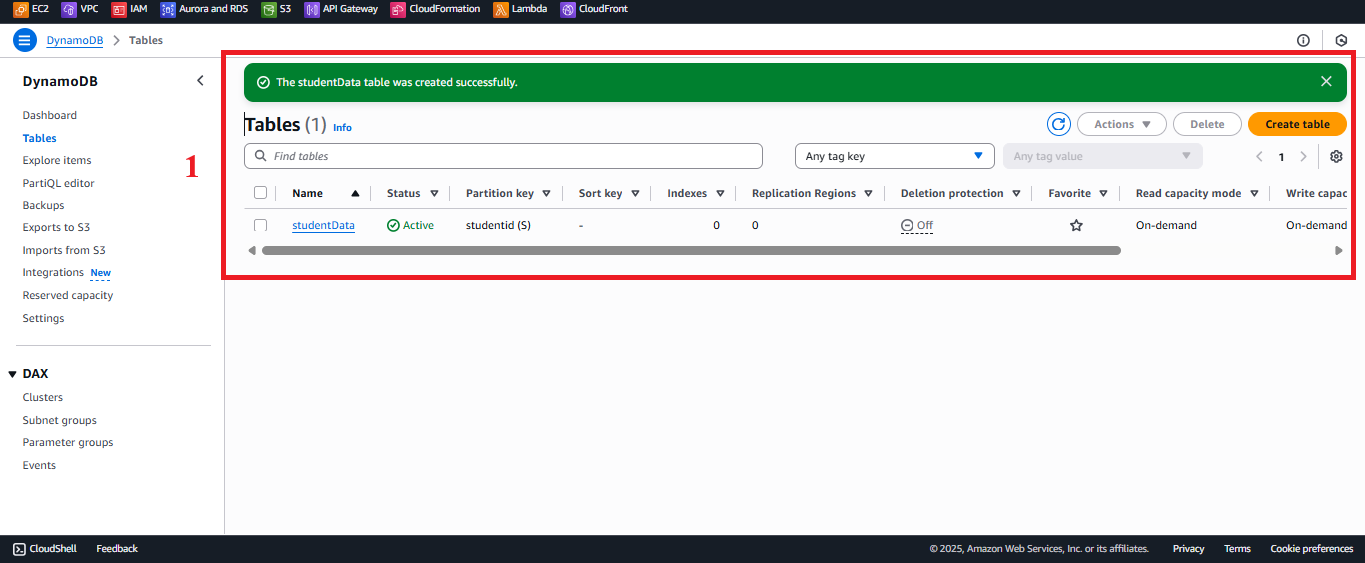 EC2 VPC IAM Aurora and RDS S3 API Gateway CloudFormation Lambda CloudFront
DynamoDB > Tables
DynamoDB
Dashboard
Tables
Explore items
PartiQL editor
Backups
Exports to S3
Imports from S3
Integrations New
Reserved capacity
Settings
DAX
Clusters
Subnet groups
Parameter groups
Events
1
The studentData table was created successfully.
Tables (1) Info
Actions Delete Create table
Find tables Any tag key Any tag value 1
Name Status Partition key Sort key Indexes Replication Regions Deletion protection Favorite Read capacity mode Write capac
studentData Active studentid (S) - 0 0 Off On-demand On-demand
CloudShell Feedback © 2025, Amazon Web Services, Inc. or its affiliates. Privacy Terms Cookie preferences